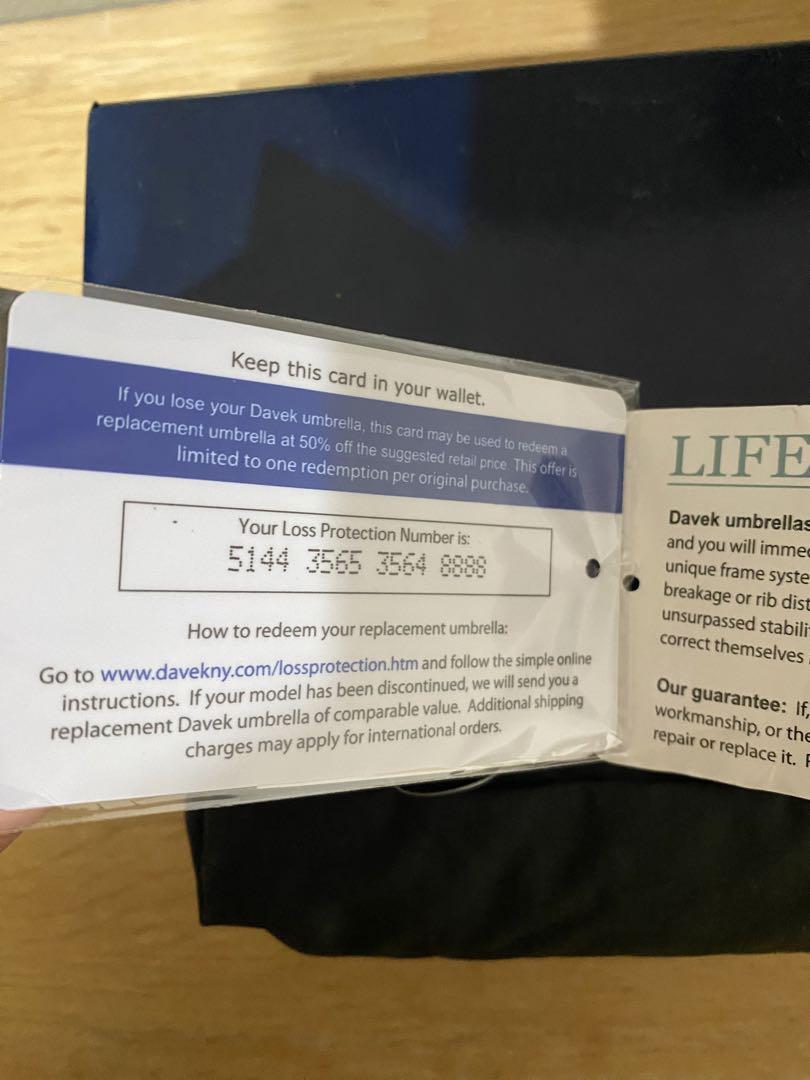 Keep this card in your wallet.
If you lose your Davek umbrella, this card may be used to redeem a
replacement umbrella at 50% off the suggested retail price. This offer is
limited to one redemption per original purchase.
Your Loss Protection Number is:
5144 3565 3564 8888
How to redeem your replacement umbrella:
Go to www.davekny.com/lossprotection.htm and follow the simple online
instructions. If your model has been discontinued, we will send you a
replacement Davek umbrella of comparable value. Additional shipping
charges may apply for international orders.
LIFE
Davek umbrellas
and you will imme
unique frame syste
breakage or rib dist
unsurpassed stabili
correct themselves
Our guarantee: If,
workmanship, or the
repair or replace it.